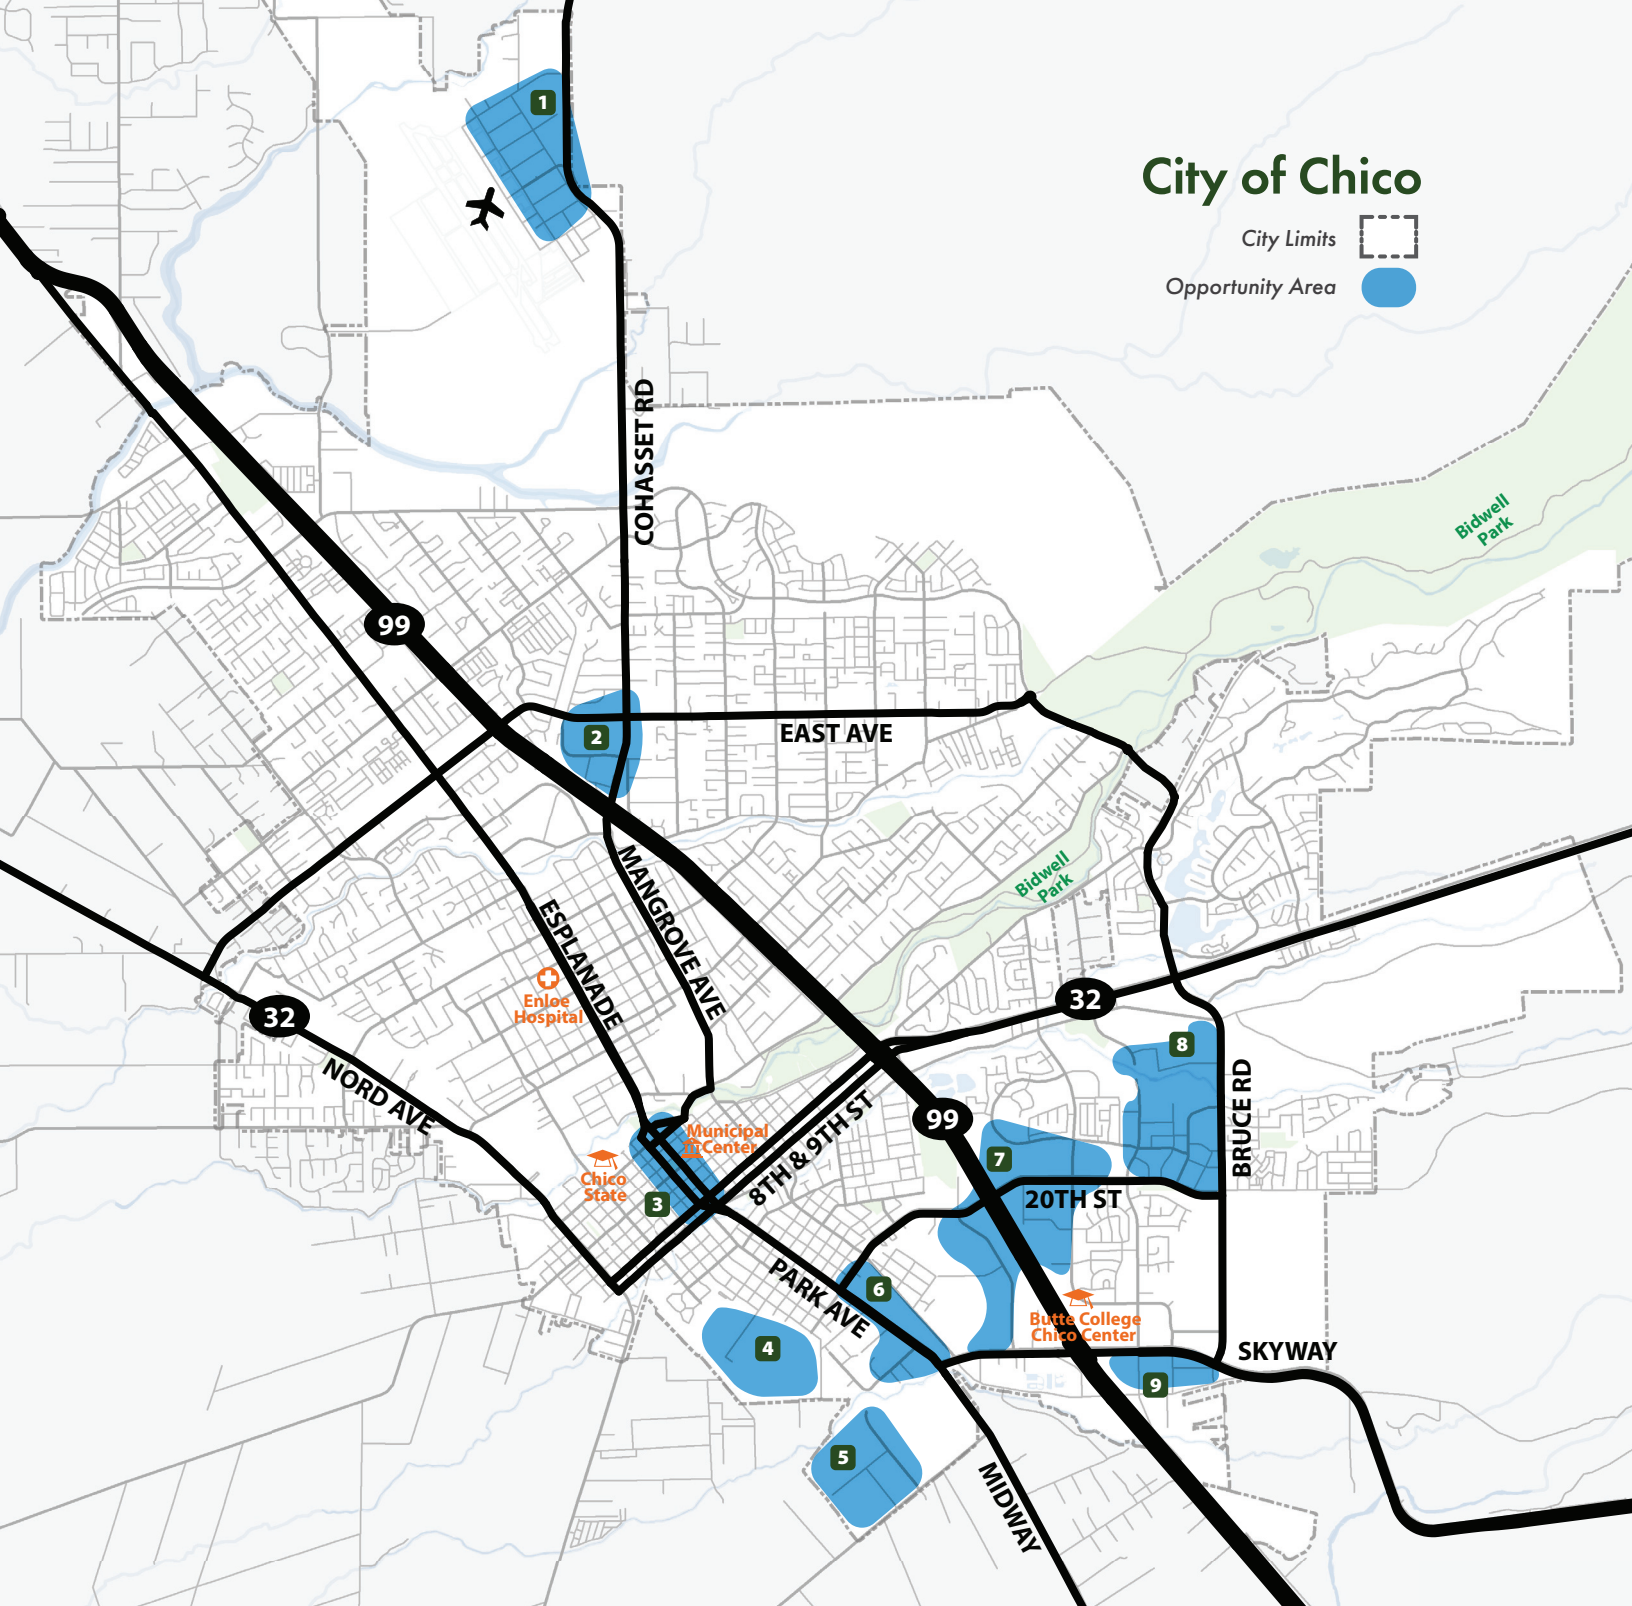 1
City of Chico
City Limits
Opportunity Area
COHASSET RD
Bidwell
Park
99
2
EAST AVE
MANGROVE AVE
Bidwell
Park
ESPLANADE
Enloe
Hospital
32
32
NORD AVE
8
BRUCE RD
99
8TH & 9TH ST
Municipal
Center
7
Chico
State
3
20TH ST
PARK AVE
6
Butte College
Chico Center
4
SKYWAY
9
5
MIDWAY